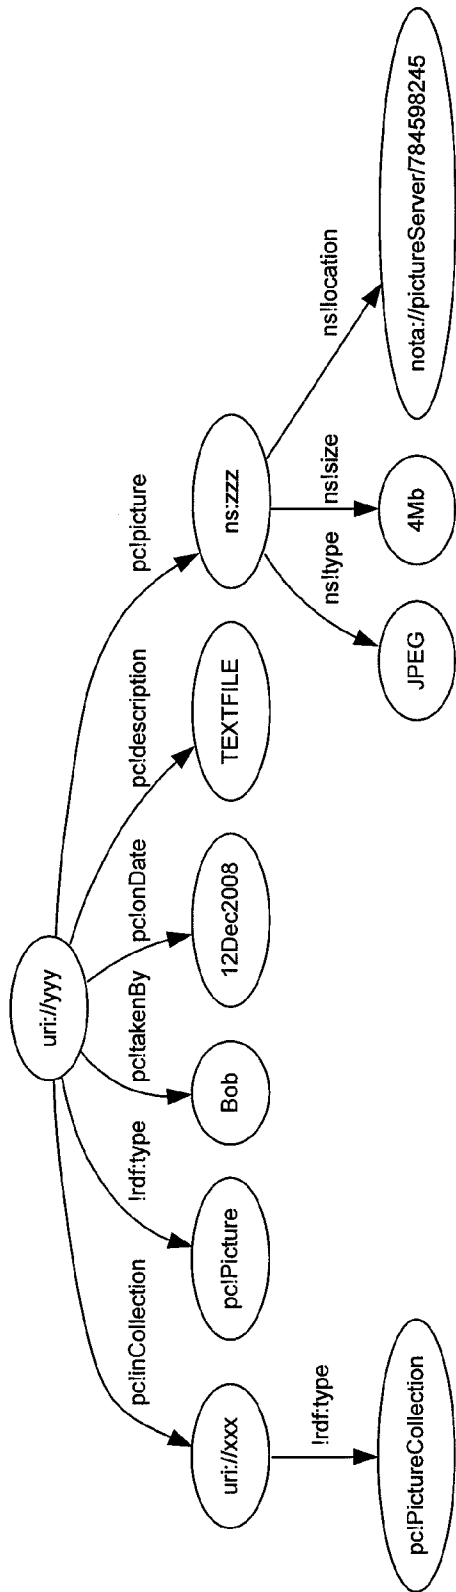 uri://yyy
pc!inCollection
!rdf:type
pc!takenBy
pc!onDate
pc!description
pc!picture
uri://xxx
pc!Picture
Bob
12Dec2008
TEXTFILE
ns:zzz
!rdf:type
ns!type
ns!size
ns!location
pc!PictureCollection
JPEG
4Mb
nota://pictureServer/784598245